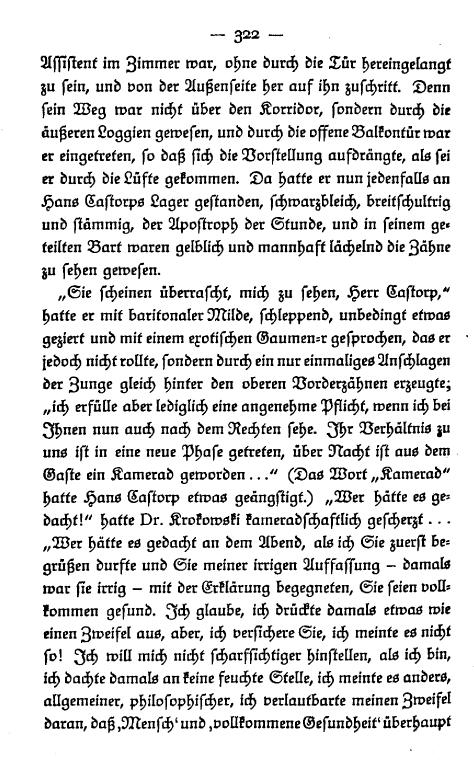 — 322 —
Assistent im Zimmer war, ohne durch die Tür hereingelangt
zu sein, und von der Außenseite her auf ihn zuschritt. Denn
sein Weg war nicht über den Korridor, sondern durch die
äußeren Loggien gewesen, und durch die offene Balkontür war
er eingetreten, so daß sich die Vorstellung aufdrängte, als sei
er durch die Lüfte gekommen. Da hatte er nun jedenfalls an
Hans Castorps Lager gestanden, schwarzbleich, breitschultrig
und stämmig, der Apostroph der Stunde, und in seinem ge-
teilten Bart waren gelblich und mannhaft lächelnd die Zähne
zu sehen gewesen.
„Sie scheinen überrascht, mich zu sehen, Herr Castorp,“
hatte er mit baritonaler Milde, schleppend, unbedingt etwas
geziert und mit einem exotischen Gaumen-r gesprochen, das er
jedoch nicht rollte, sondern durch ein nur einmaliges Anschlagen
der Zunge gleich hinter den oberen Vorderzähnen erzeugte;
„ich erfülle aber lediglich eine angenehme Pflicht, wenn ich bei
Ihnen nun auch nach dem Rechten sehe. Ihr Verhältnis zu
uns ist in eine neue Phase getreten, über Nacht ist aus dem
Gaste ein Kamerad geworden ...“ (Das Wort „Kamerad“
hatte Hans Castorp etwas geängstigt.) „Wer hätte es ge-
dacht!“ hatte Dr. Krokowski kameradschaftlich gescherzt ...
„Wer hätte es gedacht an dem Abend, als ich Sie zuerst be-
grüßen durfte und Sie meiner irrigen Auffassung – damals
war sie irrig – mit der Erklärung begegneten, Sie seien voll-
kommen gesund. Ich glaube, ich drückte damals etwas wie
einen Zweifel aus, aber, ich versichere Sie, ich meinte es nicht
so! Ich will mich nicht scharfsichtiger hinstellen, als ich bin,
ich dachte damals an keine feuchte Stelle, ich meinte es anders,
allgemeiner, philosophischer, ich verlautbarte meinen Zweifel
daran, daß ‚Mensch‘ und ‚vollkommene Gesundheit‘ überhaupt